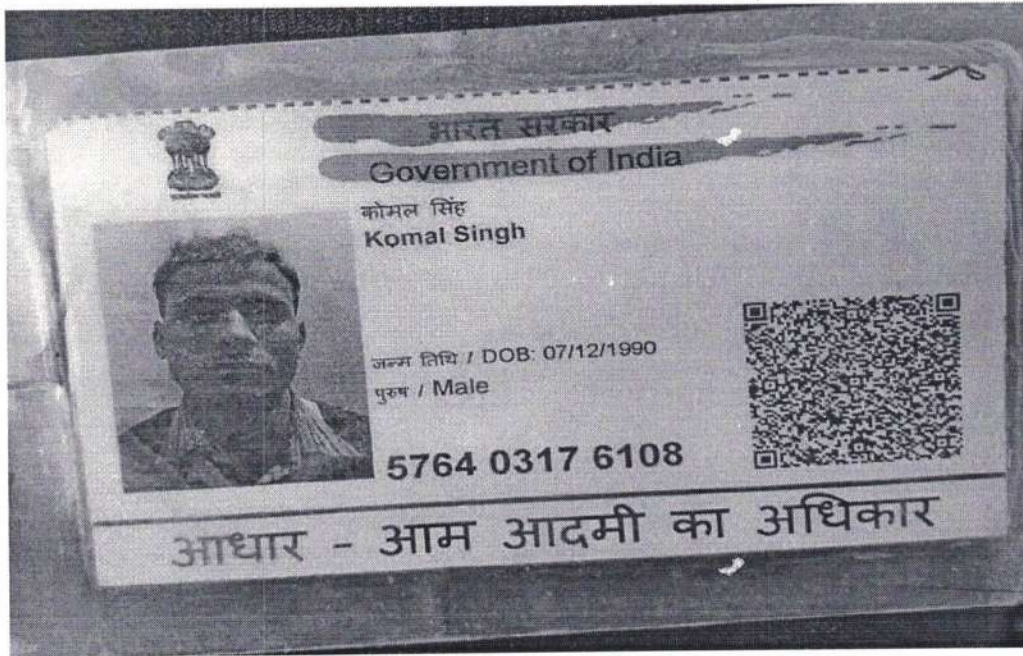 भारत सरकार
Government of India
कोमल सिंह
Komal Singh
जन्म तिथि / DOB: 07/12/1990
पुरुष / Male
5764 0317 6108
आधार - आम आदमी का अधिकार